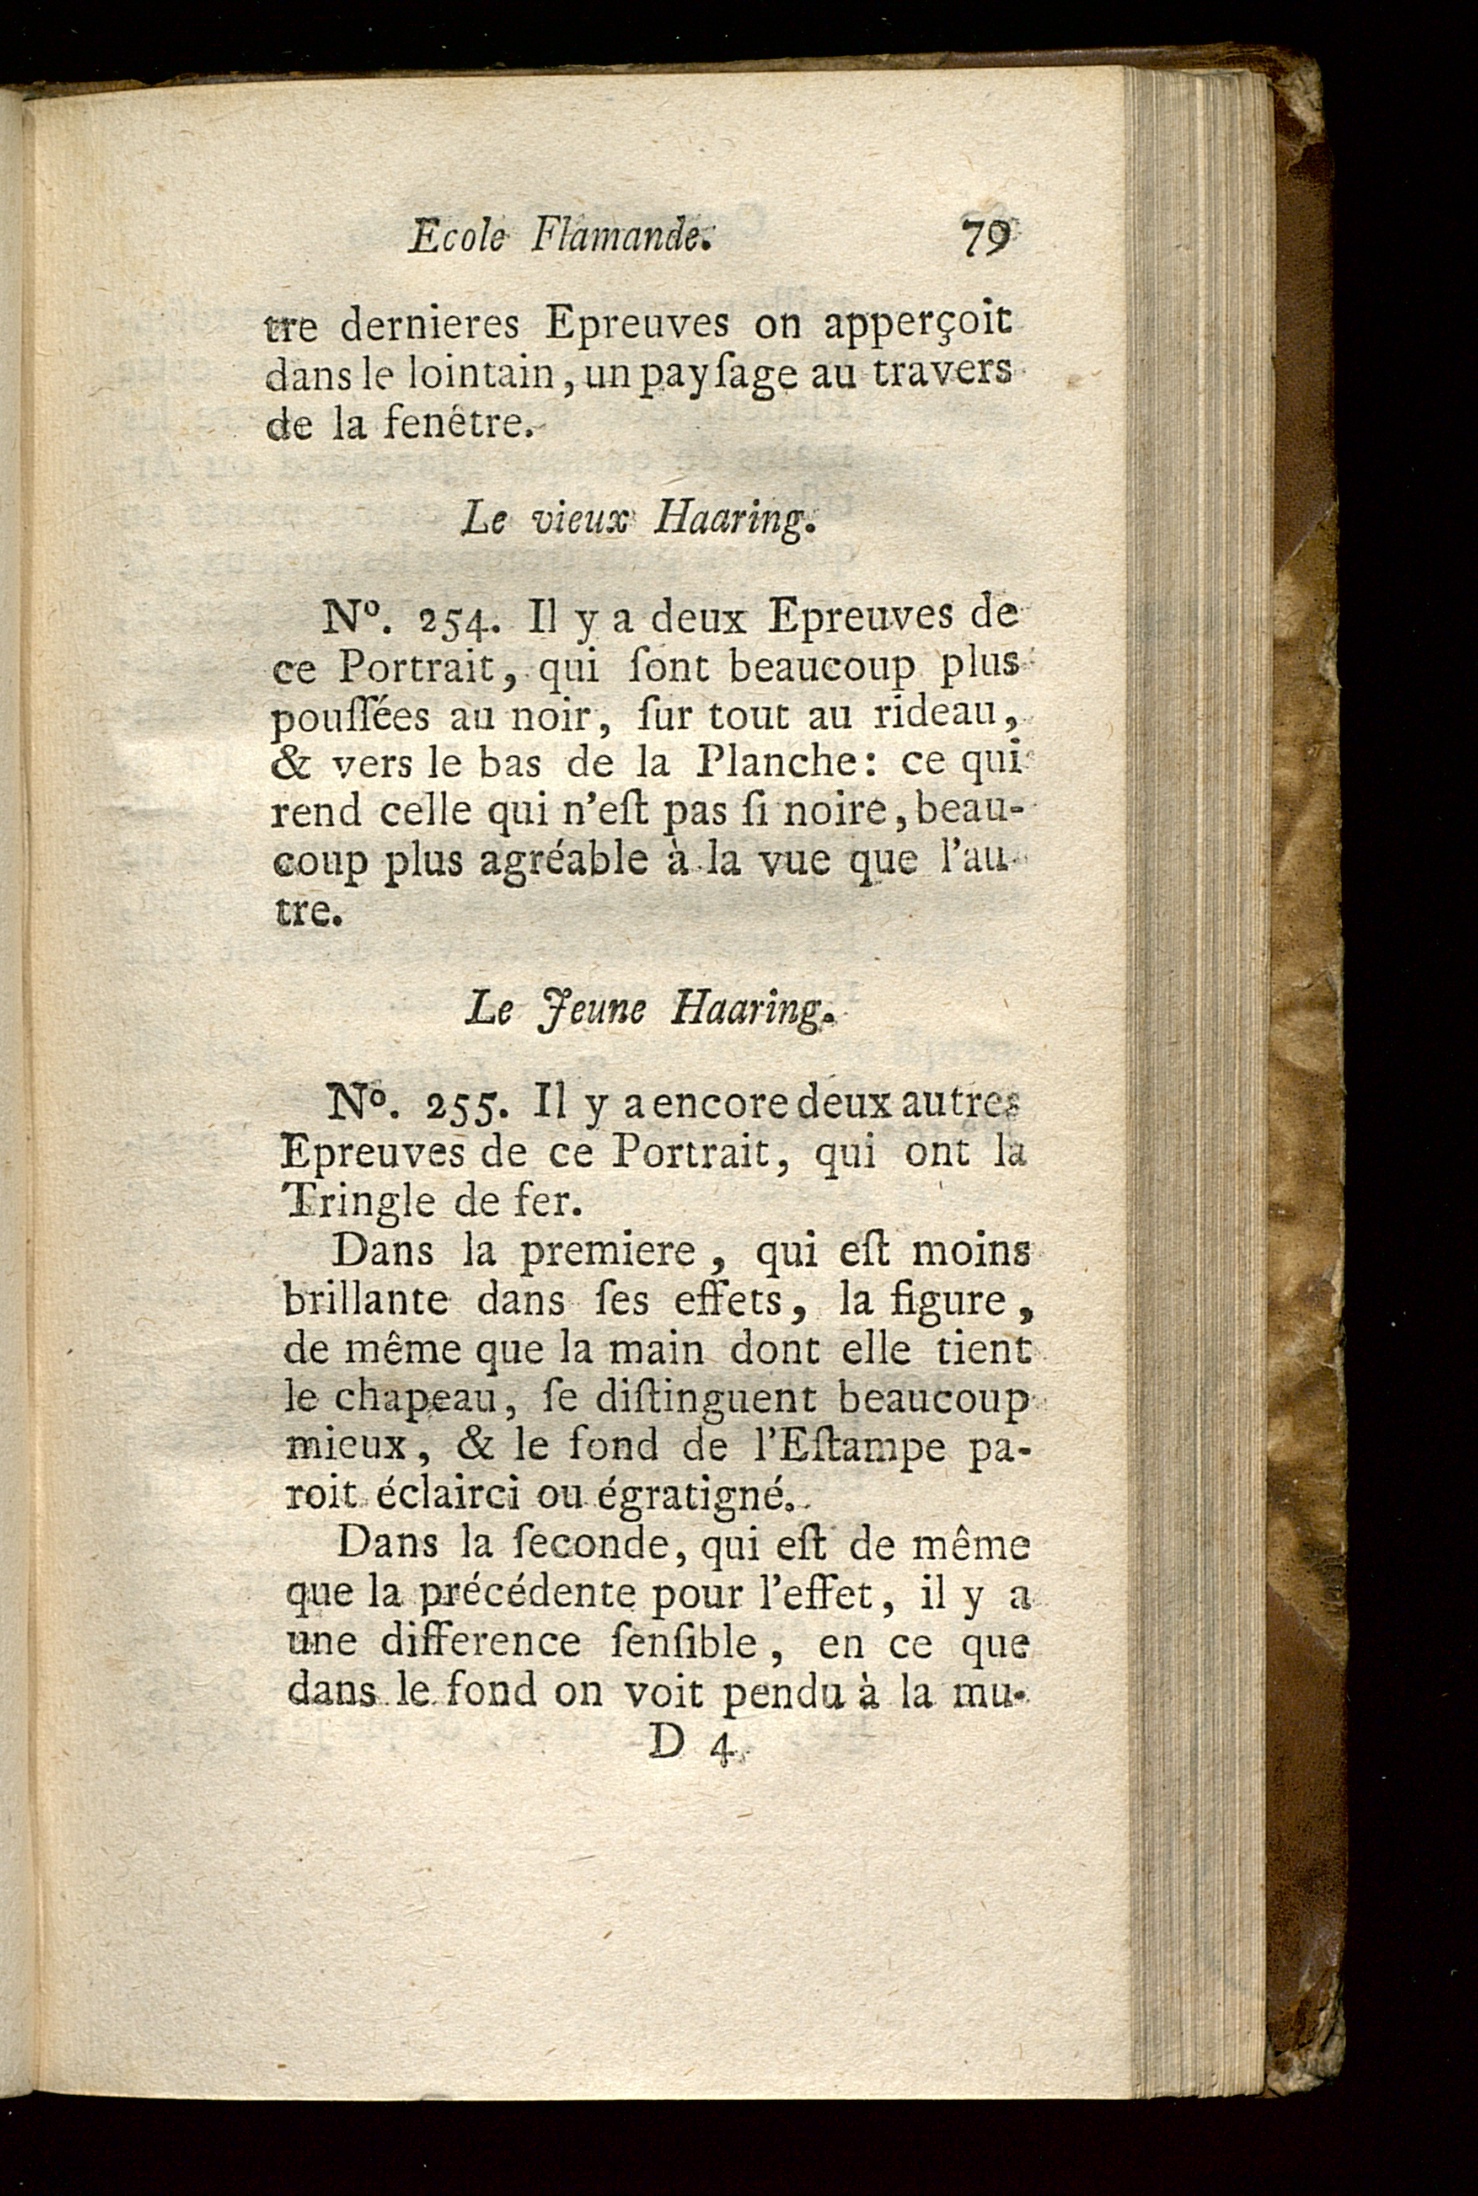 Ecole Flamande. 79
tre dernieres Epreuves on apperçoit
dans le lointain, un payſage au travers
de la fenêtre.
Le vieux Haaring.
Nº. 254. Il y a deux Epreuves de
ce Portrait, qui ſont beaucoup plus
pouſſées au noir, ſur tout au rideau,
& vers le bas de la Planche: ce qui
rend celle qui n'eſt pas ſi noire, beau-
coup plus agréable à la vue que l'au-
tre.
Le Jeune Haaring.
Nº. 255. Il y a encore deux autres
Epreuves de ce Portrait, qui ont la
Tringle de fer.
Dans la premiere, qui eſt moins
brillante dans ſes effets, la figure,
de même que la main dont elle tient
le chapeau, ſe diſtinguent beaucoup
mieux, & le fond de l'Eſtampe pa-
roit éclairci ou égratigné.
Dans la ſeconde, qui eſt de même
que la précédente pour l'effet, il y a
une difference ſenſible, en ce que
dans le fond on voit pendu à la mu-
D 4